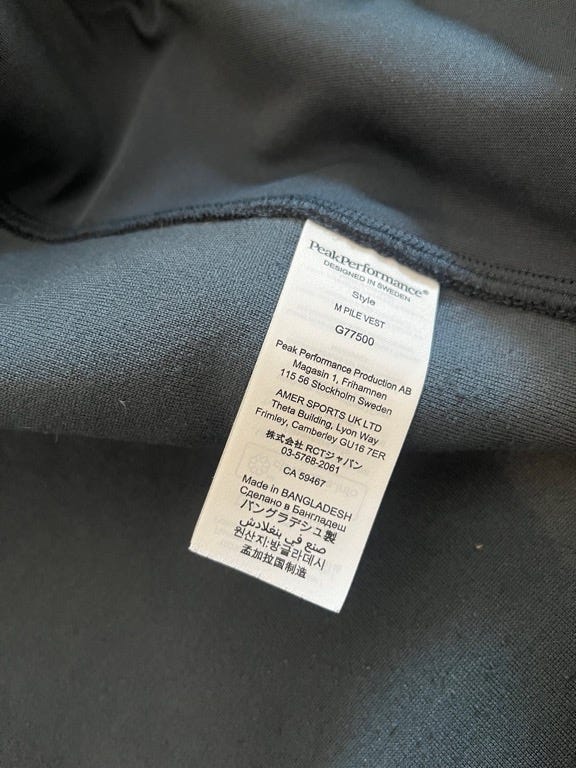 PeakPerformance®
DESIGNED IN SWEDEN
Style
M PILE VEST
G77500
Peak Performance Production AB
Magasin 1, Frihamnen
115 56 Stockholm Sweden
AMER SPORTS UK LTD
Theta Building, Lyon Way
Frimley, Camberley GU16 7ER
株式会社 RCTジャパン
03-5768-2061
CA 59467
Made in BANGLADESH
Сделано в Бангладеш
バングラデシュ製
صنع في بنغلادش
원산지:방글라데시
孟加拉国制造